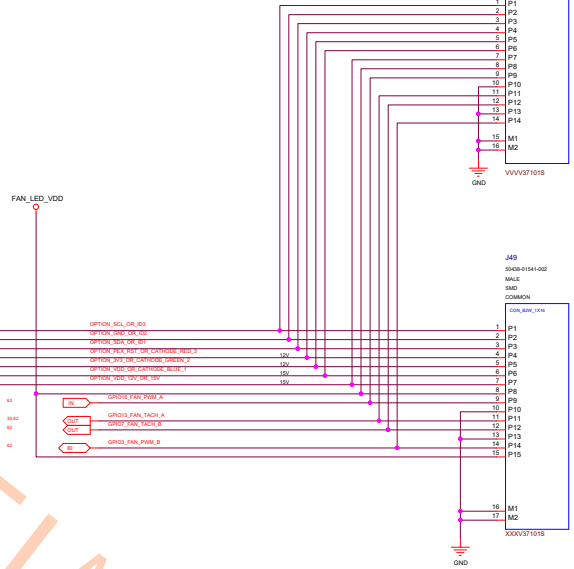 1 P1
2 P2
3 P3
4 P4
5 P5
6 P6
7 P7
8 P8
9 P9
10 P10
11 P11
12 P12
13 P13
14 P14
15 M1
16 M2
GND
VVVV37101S
FAN_LED_VDD
J49
50438-01541-002
MALE
SMD
COMMON
CON_B2W_1X16
OPTION_SCL_OR_ID3 1 P1
OPTION_GND_OR_ID2 2 P2
OPTION_SDA_OR_ID1 3 P3
OPTION_PEX_RST_OR_CATHODE_RED_3 12V 4 P4
OPTION_3V3_OR_CATHODE_GREEN_2 12V 5 P5
OPTION_VDD_OR_CATHODE_BLUE_1 15V 6 P6
OPTION_VDD_12V_OR_15V 15V 7 P7
8 P8
62 IN GPIO16_FAN_PWM_A 9 P9
10 P10
OUT GPIO13_FAN_TACH_A 11 P11
62 OUT GPIO7_FAN_TACH_B 12 P12
13 P13
62 BI GPIO3_FAN_PWM_B 14 P14
15 P15
16 M1
17 M2
XXXV37101S
GND